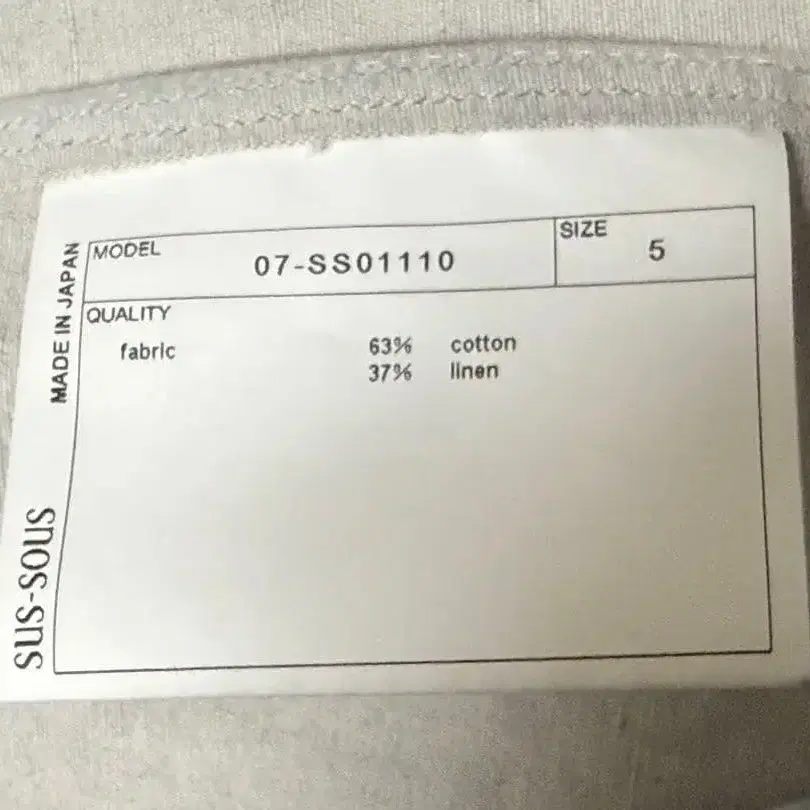 MODEL 07-SS01110 SIZE 5
QUALITY
fabric 63% cotton
37% linen
MADE IN JAPAN
sus-sous